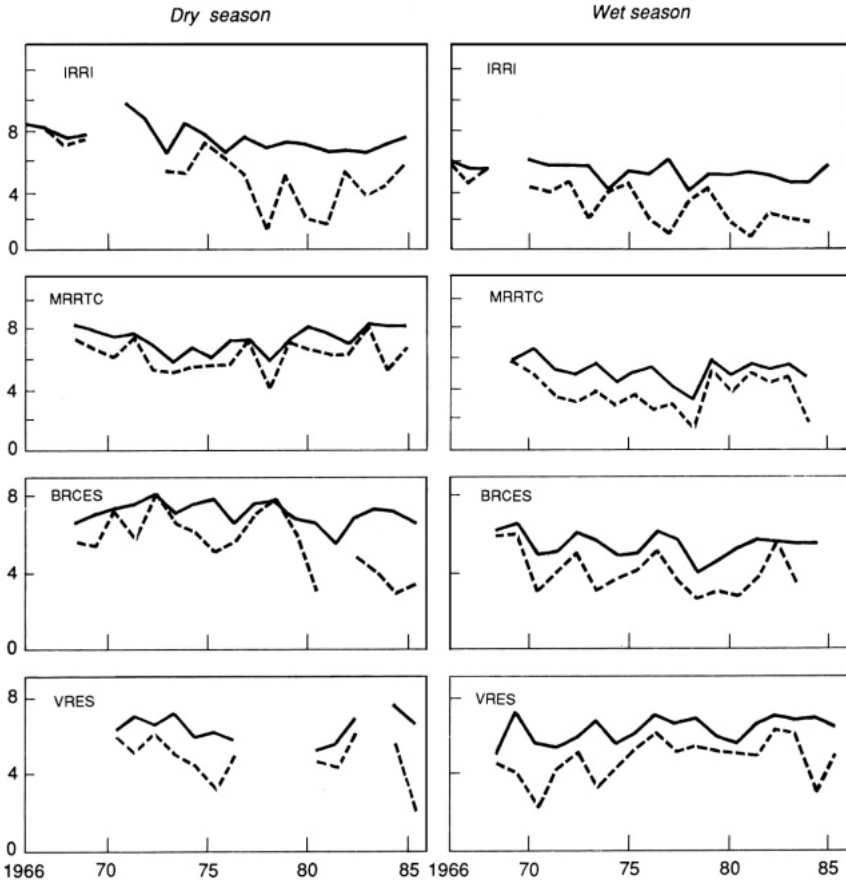 Dry season
Wet season
IRRI
IRRI
8
4
0
MRRTC
MRRTC
8
4
0
BRCES
BRCES
8
4
0
VRES
VRES
8
4
0
1966 70 75 80 85 1966 70 75 80 85